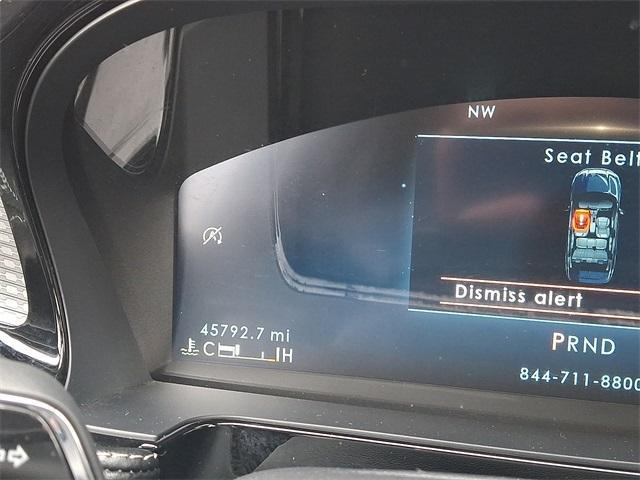 NW
Seat Belt
Dismiss alert
45792.7 mi
C H
PRND
844-711-8800